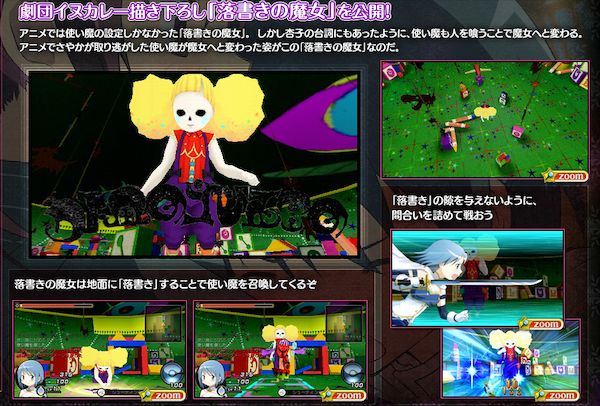 劇団イヌカレー描き下ろし「落書きの魔女」を公開!
アニメでは使い魔の設定しかなかった「落書きの魔女」。しかし杏子の台詞にもあったように、使い魔も人を喰うことで魔女へと変わる。
アニメでさやかが取り逃がした使い魔が魔女へと変わった姿がこの「落書きの魔女」なのだ。
zoom
「落書き」の隙を与えないように、
間合いを詰めて戦おう
zoom
落書きの魔女は地面に「落書き」することで使い魔を召喚してくるぞ
zoom
zoom
zoom